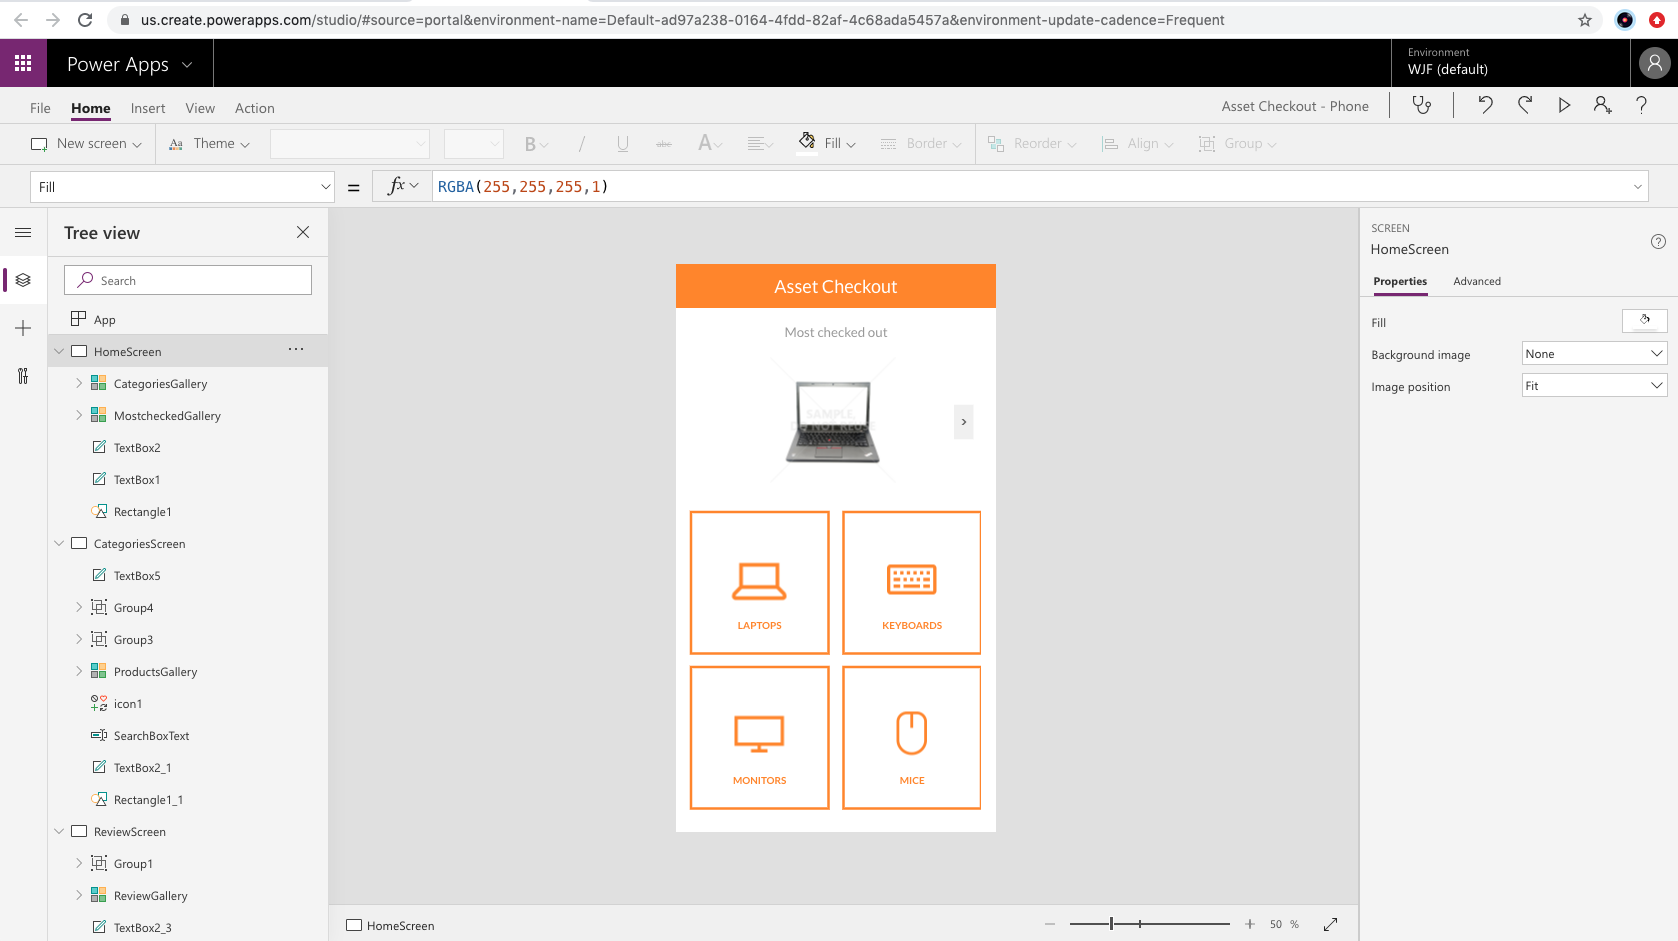 us.create.powerapps.com/studio/#source=portal&environment-name=Default-ad97a238-0164-4fdd-82af-4c68ada5457a&environment-update-cadence=Frequent
Power Apps
Environment
WJF (default)
File Home Insert View Action
Asset Checkout - Phone
New screen Theme B / U abc A Fill Border Reorder Align Group
Fill = fx RGBA(255,255,255,1)
Tree view
Search
App
HomeScreen
CategoriesGallery
MostcheckedGallery
TextBox2
TextBox1
Rectangle1
CategoriesScreen
TextBox5
Group4
Group3
ProductsGallery
icon1
SearchBoxText
TextBox2_1
Rectangle1_1
ReviewScreen
Group1
ReviewGallery
TextBox2_3
Asset Checkout
Most checked out
SAMPLE,
DO NOT REUSE
LAPTOPS
KEYBOARDS
MONITORS
MICE
HomeScreen
50 %
SCREEN
HomeScreen
Properties Advanced
Fill
Background image None
Image position Fit